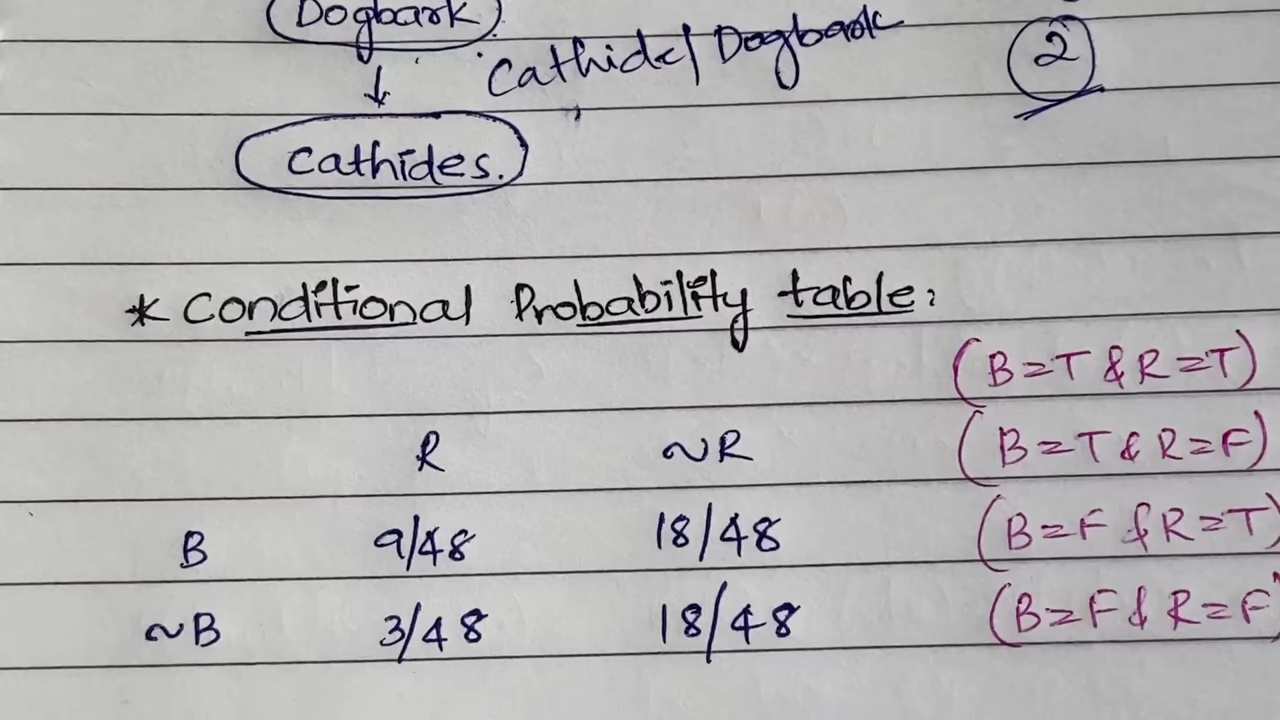 Dogbark
Cathide/Dogbark
2
Cathides.
* Conditional Probability table:
(B=T & R=T)
R ~R (B=T & R=F)
B 9/48 18/48 (B=F & R=T)
~B 3/48 18/48 (B=F & R=F)